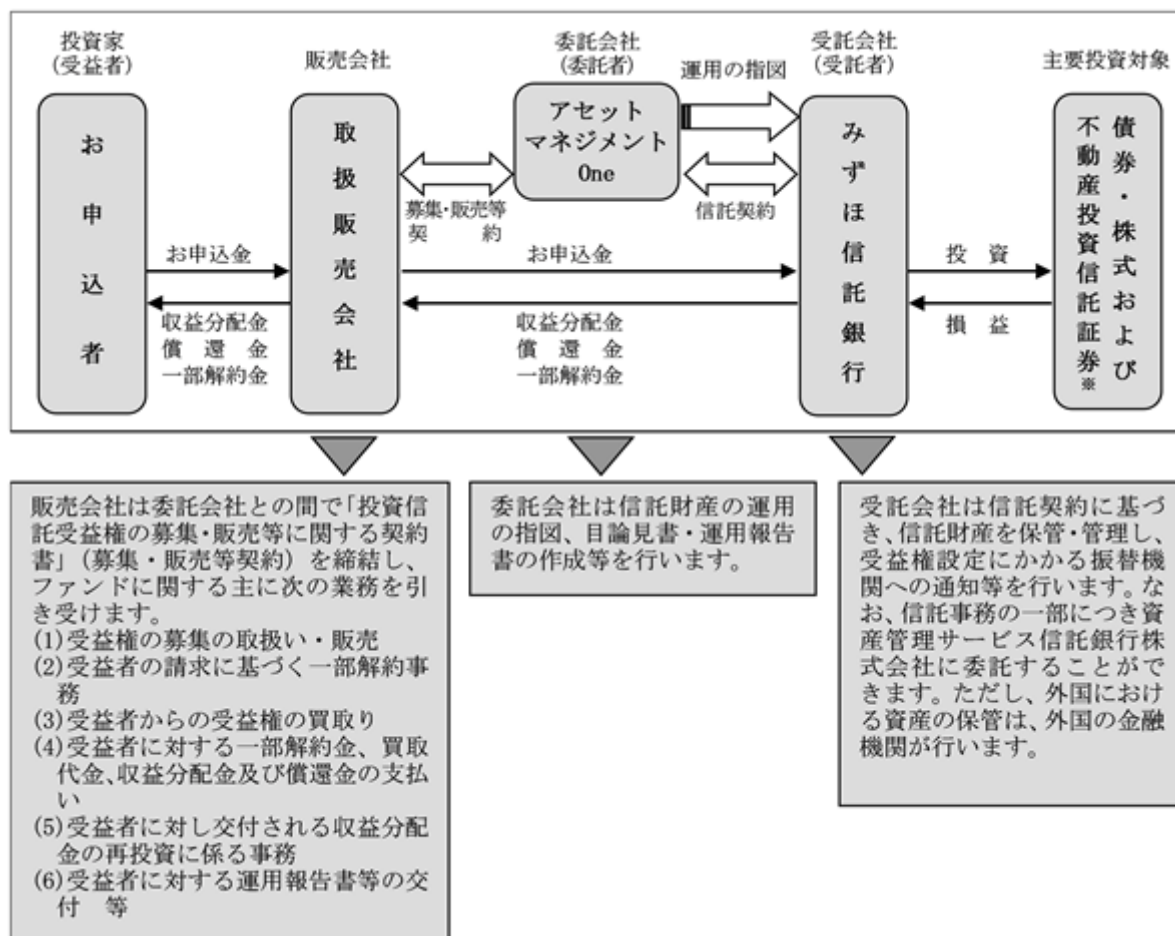 投資家
(受益者)
販売会社
委託会社
(委託者)
運用の指図
受託会社
(受託者)
主要投資対象
お申込者
取扱販売会社
アセット
マネジメント
One
みずほ信託銀行
債券・株式および
不動産投資信託証券※
募集・販売等
契　約
信託契約
お申込金
収益分配金
償　還　金
一部解約金
お申込金
収益分配金
償　還　金
一部解約金
投　資
損　益
販売会社は委託会社との間で「投資信
託受益権の募集・販売等に関する契約
書」(募集・販売等契約) を締結し、
ファンドに関する主に次の業務を引
き受けます。
(1)受益権の募集の取扱い・販売
(2)受益者の請求に基づく一部解約事
務
(3)受益者からの受益権の買取り
(4)受益者に対する一部解約金、買取
代金、収益分配金及び償還金の支払
い
(5)受益者に対し交付される収益分配
金の再投資に係る事務
(6)受益者に対する運用報告書等の交
付　等
委託会社は信託財産の運用
の指図、目論見書・運用報告
書の作成等を行います。
受託会社は信託契約に基づ
き、信託財産を保管・管理し、
受益権設定にかかる振替機
関への通知等を行います。な
お、信託事務の一部につき資
産管理サービス信託銀行株
式会社に委託することがで
きます。ただし、外国におけ
る資産の保管は、外国の金融
機関が行います。